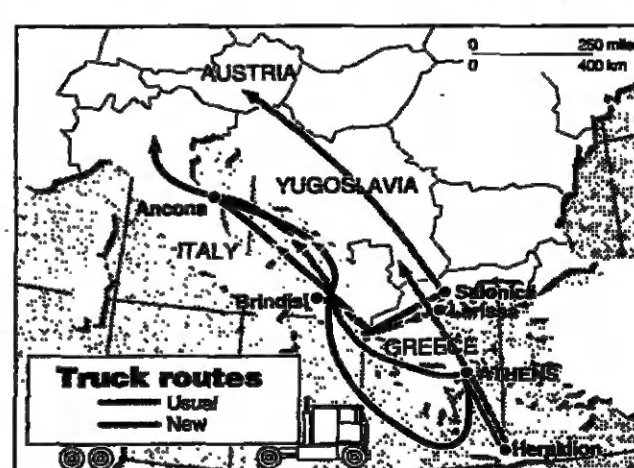 0 250 miles
0 400 km
AUSTRIA
YUGOSLAVIA
Ancona
ITALY
Brindisi
Salonica
Larissa
GREECE
ATHENS
Heraklion
Truck routes
Usual
New